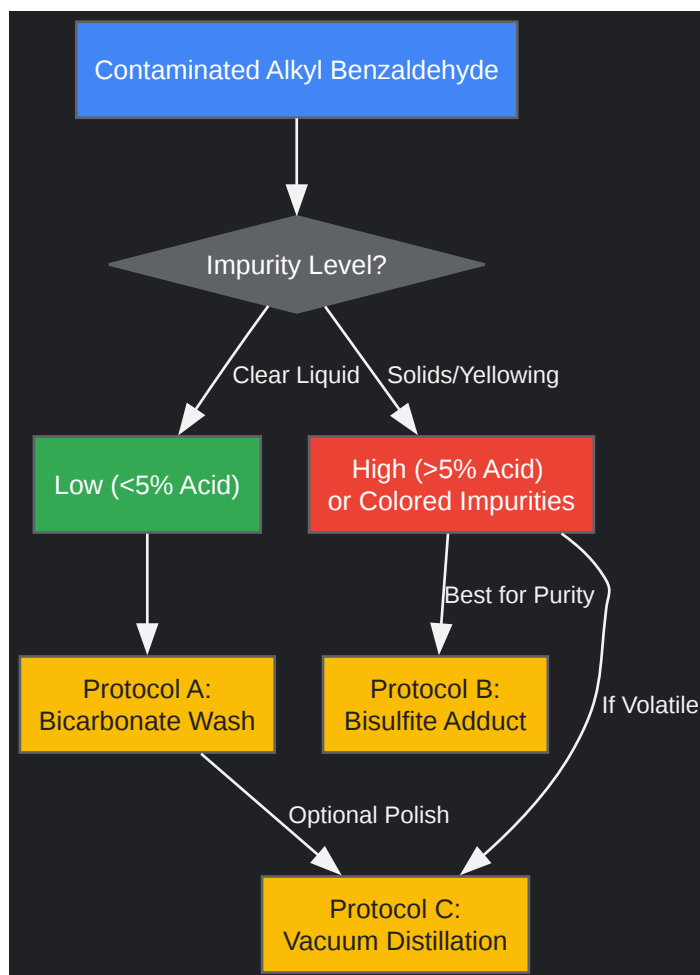 Contaminated Alkyl Benzaldehyde
Impurity Level?
Clear Liquid
Solids/Yellowing
Low (<5% Acid)
High (>5% Acid)
or Colored Impurities
Best for Purity
Protocol A:
Bicarbonate Wash
Protocol B:
Bisulfite Adduct
If Volatile
Optional Polish
Protocol C:
Vacuum Distillation